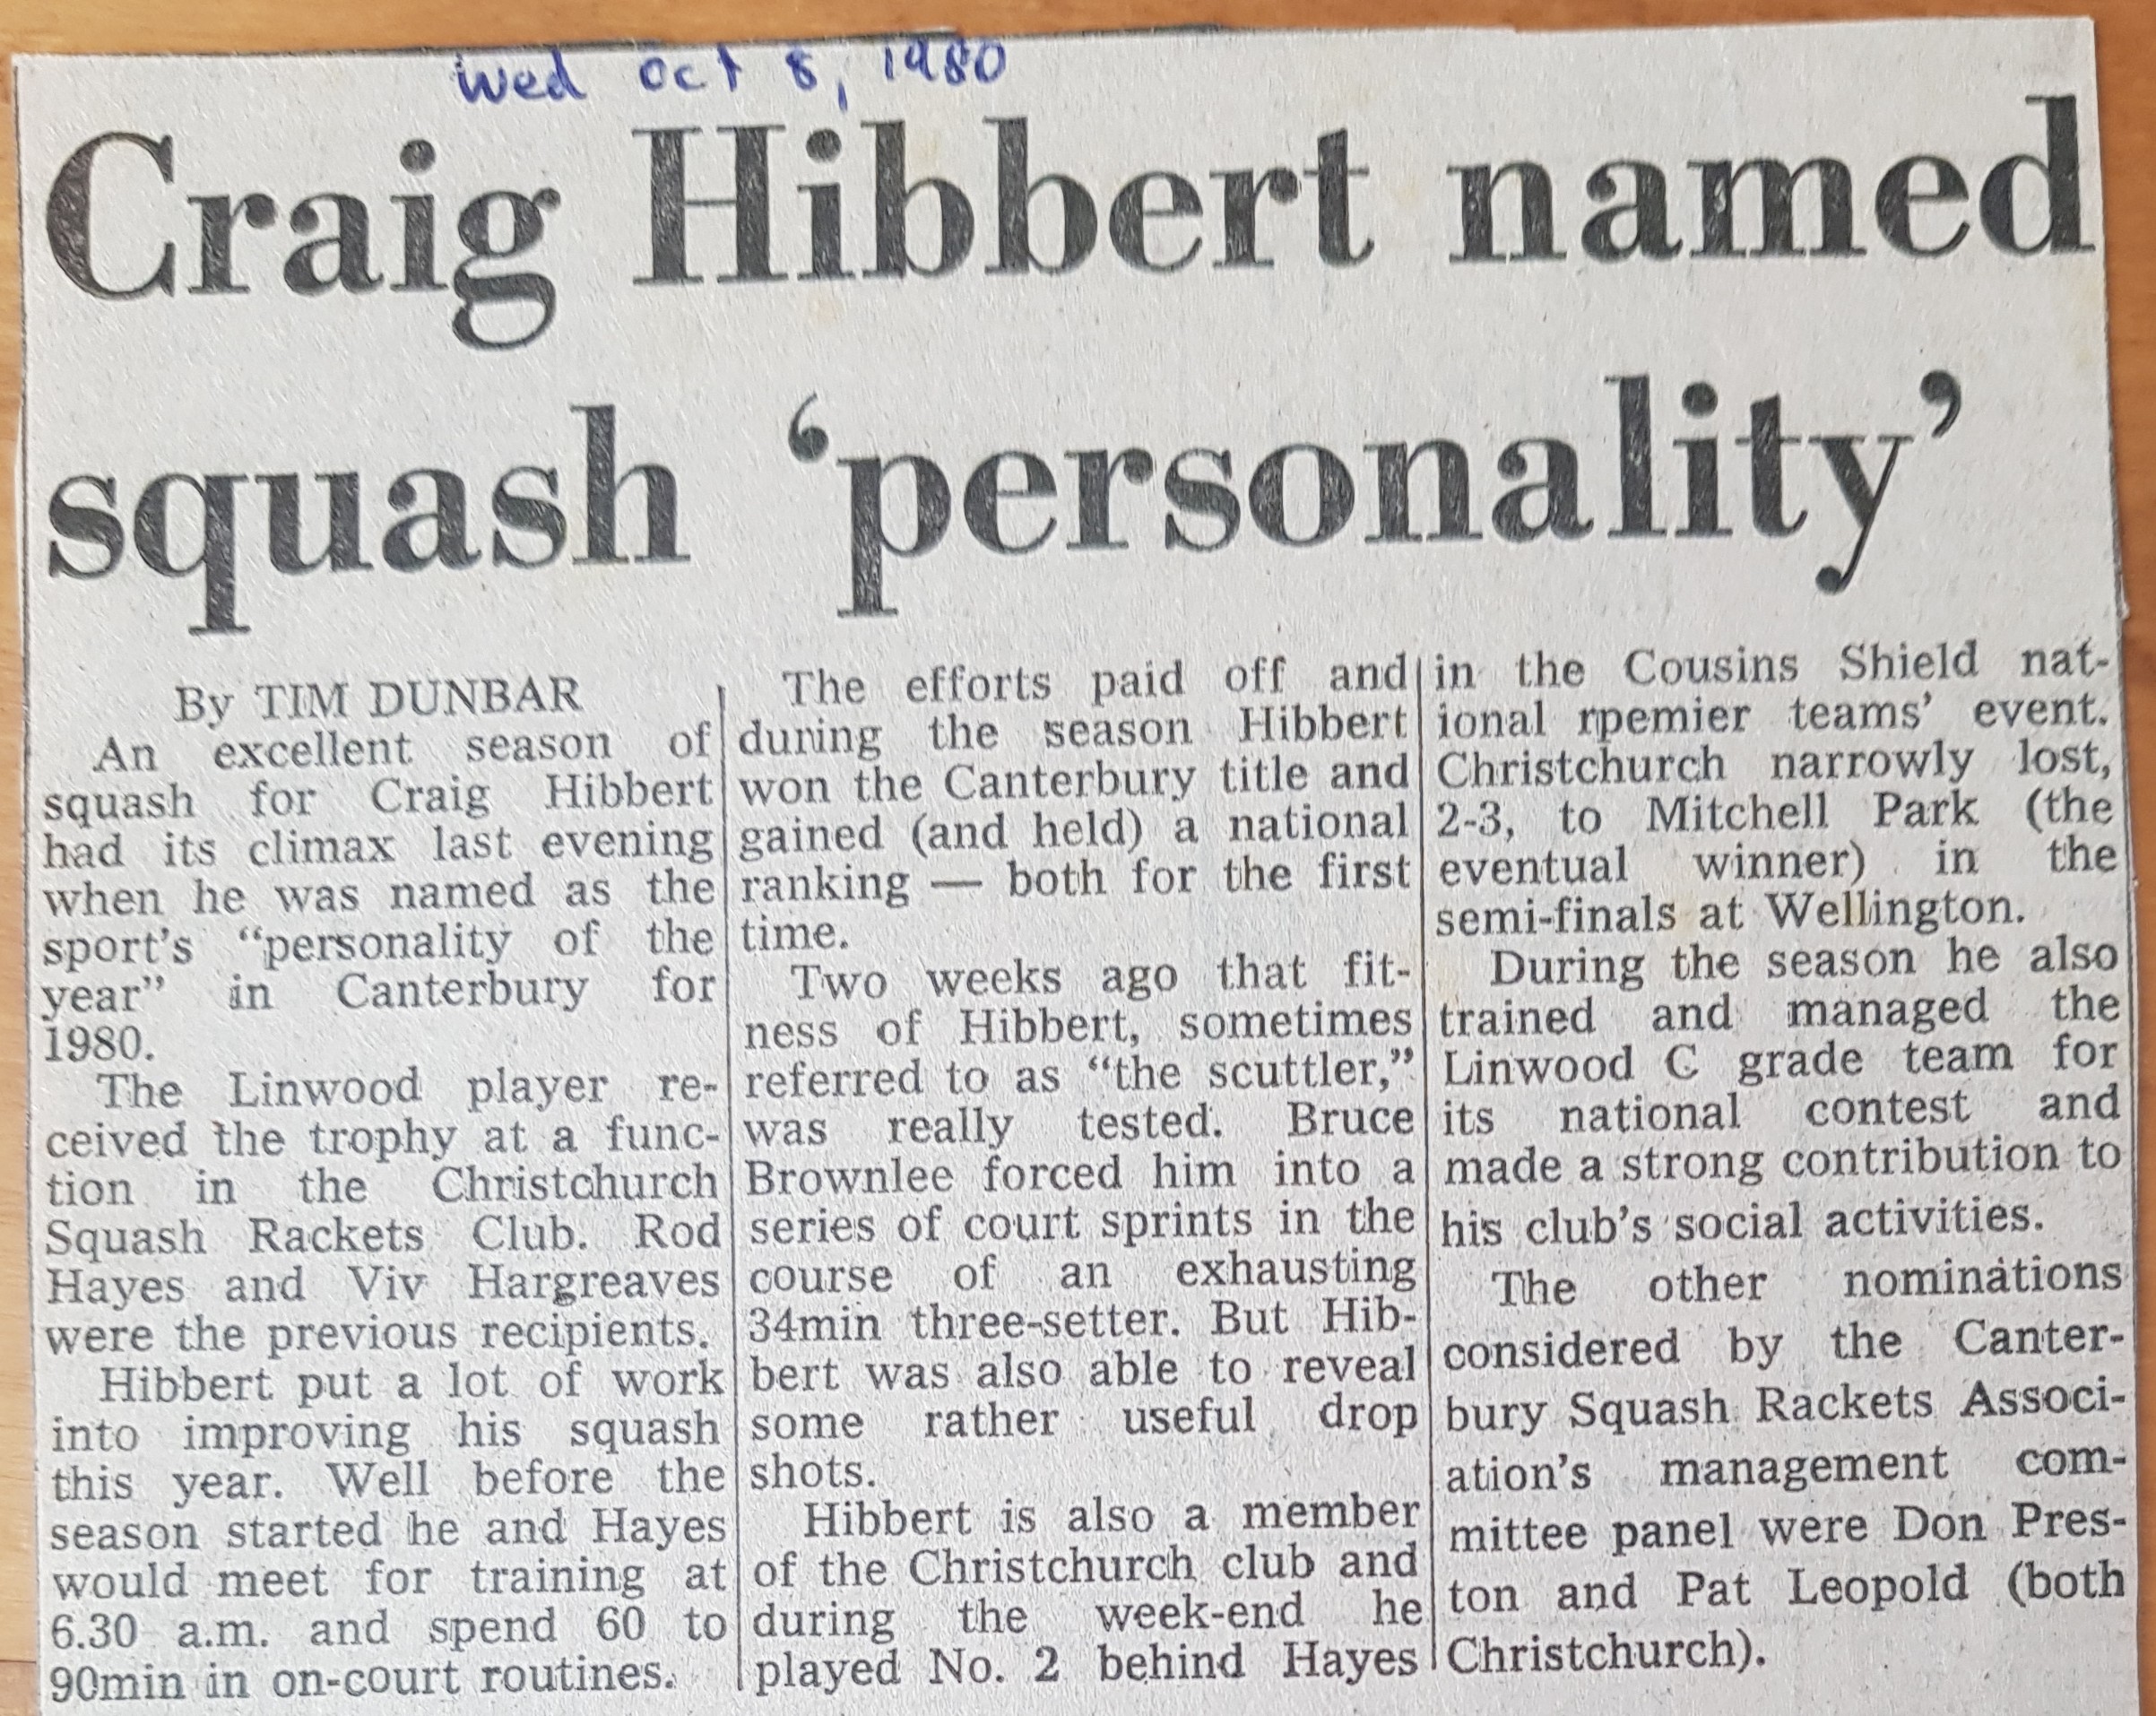 Wed Oct 8, 1980
Craig Hibbert named
squash ‘personality’
By TIM DUNBAR
An excellent season of
squash for Craig Hibbert
had its climax last evening
when he was named as the
sport's “personality of the
year” in Canterbury for
1980.
The Linwood player re-
ceived the trophy at a func-
tion in the Christchurch
Squash Rackets Club. Rod
Hayes and Viv Hargreaves
were the previous recipients.
Hibbert put a lot of work
into improving his squash
this year. Well before the
season started he and Hayes
would meet for training at
6.30 a.m. and spend 60 to
90min in on-court routines.
The efforts paid off and
during the season Hibbert
won the Canterbury title and
gained (and held) a national
ranking — both for the first
time.
Two weeks ago that fit-
ness of Hibbert, sometimes
referred to as “the scuttler,”
was really tested. Bruce
Brownlee forced him into a
series of court sprints in the
course of an exhausting
34min three-setter. But Hib-
bert was also able to reveal
some rather useful drop
shots.
Hibbert is also a member
of the Christchurch club and
during the week-end he
played No. 2 behind Hayes
in the Cousins Shield nat-
ional rpemier teams' event.
Christchurch narrowly lost,
2-3, to Mitchell Park (the
eventual winner) in the
semi-finals at Wellington.
During the season he also
trained and managed the
Linwood C grade team for
its national contest and
made a strong contribution to
his club's social activities.
The other nominations
considered by the Canter-
bury Squash Rackets Associ-
ation's management com-
mittee panel were Don Pres-
ton and Pat Leopold (both
Christchurch).